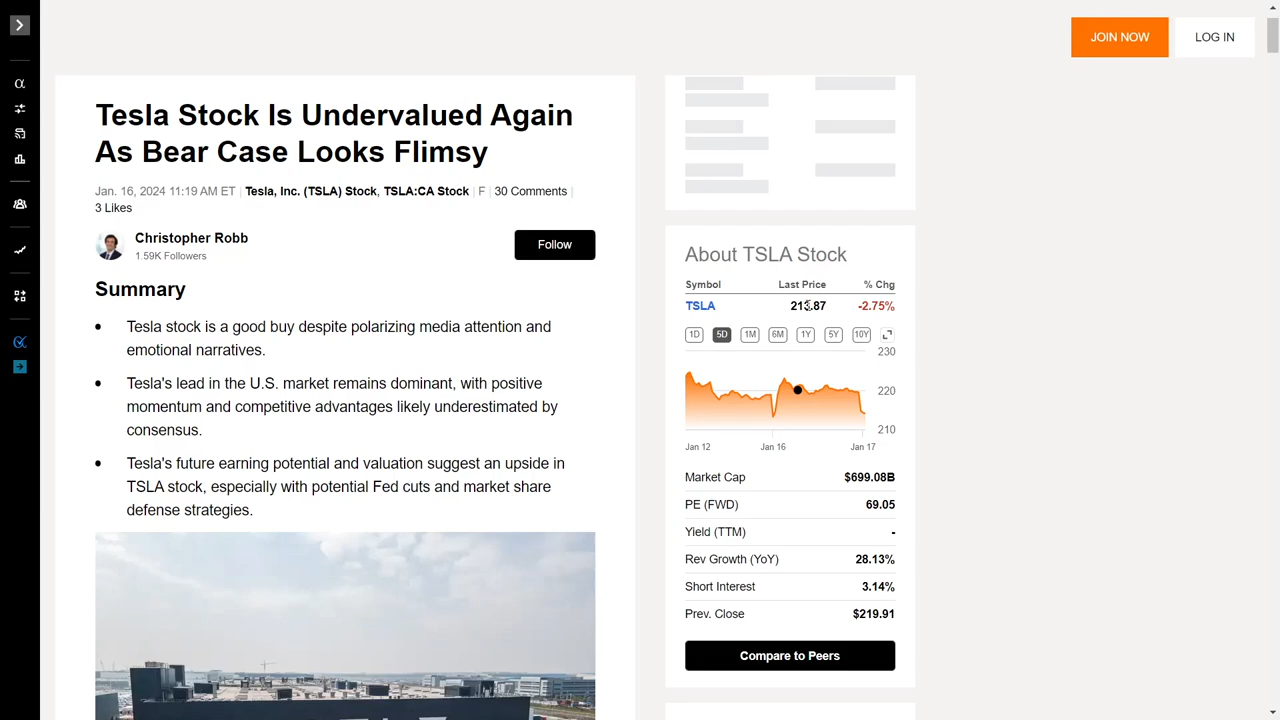 JOIN NOW
LOG IN
Tesla Stock Is Undervalued Again
As Bear Case Looks Flimsy
Jan. 16, 2024 11:19 AM ET | Tesla, Inc. (TSLA) Stock, TSLA:CA Stock | F | 30 Comments |
3 Likes
Christopher Robb
1.59K Followers
Follow
Summary
Tesla stock is a good buy despite polarizing media attention and
emotional narratives.
Tesla's lead in the U.S. market remains dominant, with positive
momentum and competitive advantages likely underestimated by
consensus.
Tesla's future earning potential and valuation suggest an upside in
TSLA stock, especially with potential Fed cuts and market share
defense strategies.
About TSLA Stock
Symbol Last Price % Chg
TSLA 213.87 -2.75%
1D 5D 1M 6M 1Y 5Y 10Y
230
220
210
Jan 12 Jan 16 Jan 17
Market Cap $699.08B
PE (FWD) 69.05
Yield (TTM) -
Rev Growth (YoY) 28.13%
Short Interest 3.14%
Prev. Close $219.91
Compare to Peers